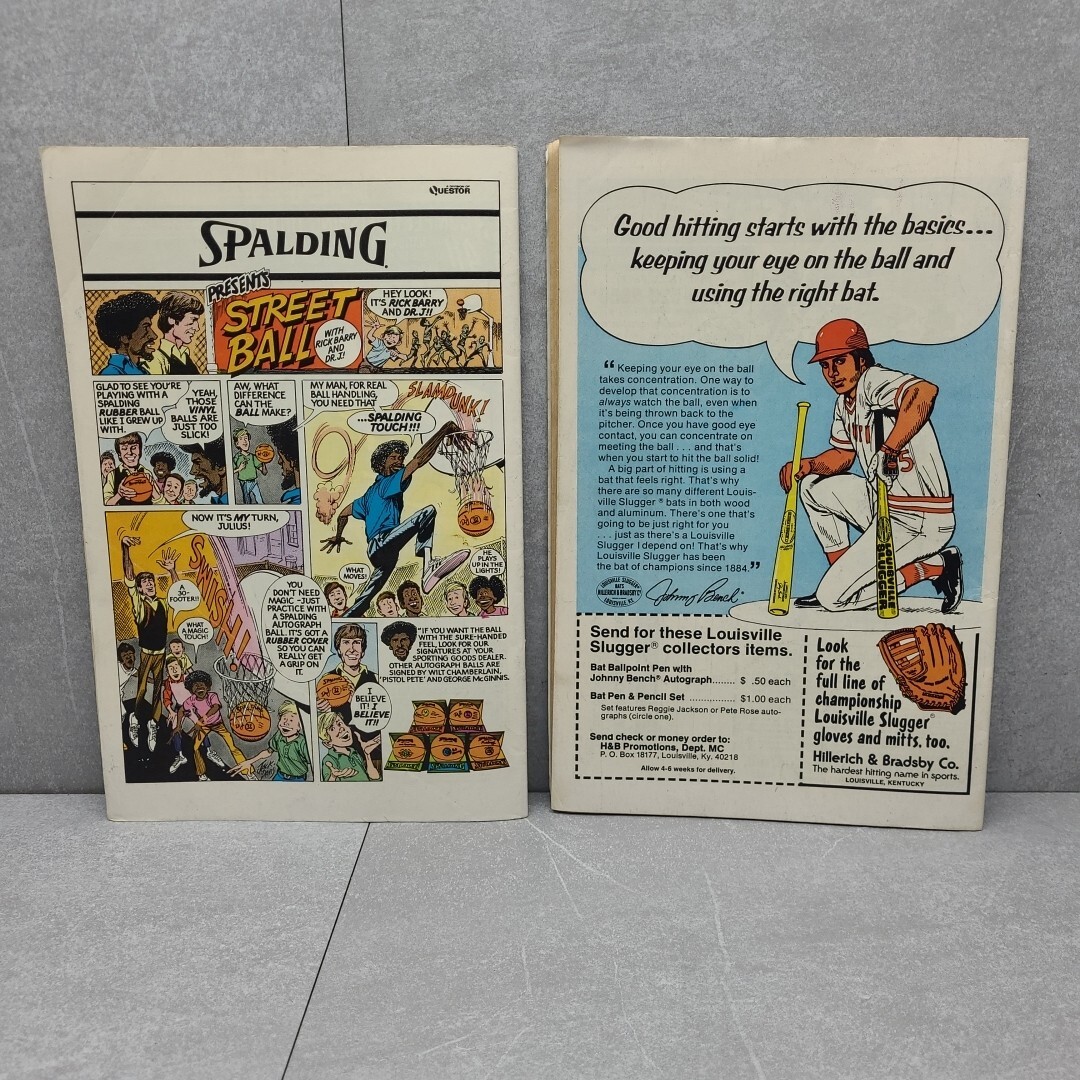 QUESTOR
SPALDING
PRESENTS
STREET
BALL
WITH
RICK BARRY
AND
DR. J!
HEY LOOK!
IT'S RICK BARRY
AND DR. J!!
GLAD TO SEE YOU'RE
PLAYING WITH A
SPALDING
RUBBER BALL
LIKE I GREW UP
WITH.
YEAH,
THOSE
VINYL
BALLS ARE
JUST TOO
SLICK!
AW, WHAT
DIFFERENCE
CAN THE
BALL MAKE?
MY MAN, FOR REAL
BALL HANDLING,
YOU NEED THAT
...SPALDING
TOUCH!!!
SLAMDUNK!
WHAT
MOVES!
HE
PLAYS
UP IN THE
LIGHTS!
NOW IT'S MY TURN,
JULIUS!
SWISH!!
A
30-
FOOTER!!
WHAT
A MAGIC
TOUCH!
YOU
DON'T NEED
MAGIC-JUST
PRACTICE WITH
A SPALDING
AUTOGRAPH
BALL. IT'S GOT A
RUBBER COVER
SO YOU CAN
REALLY GET
A GRIP ON
IT.
"IF YOU WANT THE BALL
WITH THE SURE-HANDED
FEEL, LOOK FOR OUR
SIGNATURES AT YOUR
SPORTING GOODS DEALER.
OTHER AUTOGRAPH BALLS ARE
SIGNED BY WILT CHAMBERLAIN,
'PISTOL PETE' AND GEORGE McGINNIS.
I
BELIEVE
IT! I
BELIEVE
IT!!
Good hitting starts with the basics...
keeping your eye on the ball and
using the right bat.
"Keeping your eye on the ball
takes concentration. One way to
develop that concentration is to
always watch the ball, even when
it's being thrown back to the
pitcher. Once you have good eye
contact, you can concentrate on
meeting the ball . . . and that's
when you start to hit the ball solid!
A big part of hitting is using a
bat that feels right. That's why
there are so many different Louis-
ville Slugger® bats in both wood
and aluminum. There's one that's
going to be just right for you
. . . just as there's a Louisville
Slugger I depend on! That's why
Louisville Slugger has been
the bat of champions since 1884."
LOUISVILLE SLUGGER
BATS
HILLERICH & BRADSBY CO
LOUISVILLE, KY.
Johnny Bench
5
LOUISVILLE
SLUGGER
Send for these Louisville
Slugger® collectors items.
Bat Ballpoint Pen with
Johnny Bench® Autograph....... $ .50 each
Bat Pen & Pencil Set ............... $1.00 each
Set features Reggie Jackson or Pete Rose auto-
graphs (circle one).
Send check or money order to:
H&B Promotions, Dept. MC
P. O. Box 18177, Louisville, Ky. 40218
Allow 4-6 weeks for delivery.
Look
for the
full line of
championship
Louisville Slugger®
gloves and mitts, too.
Hillerich & Bradsby Co.
The hardest hitting name in sports.
LOUISVILLE, KENTUCKY